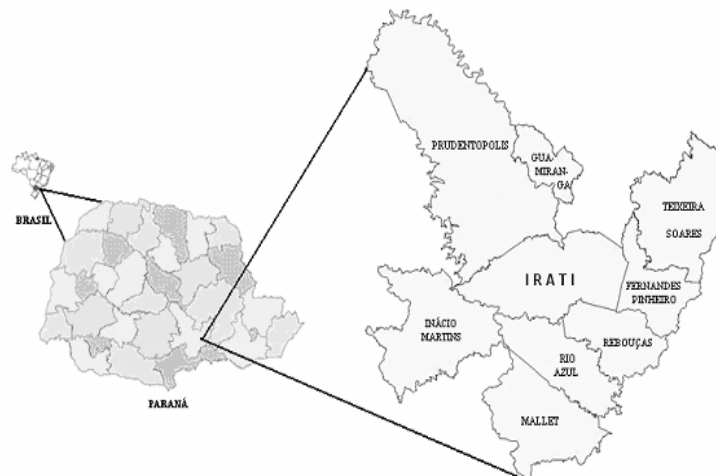 PRUDENTOPOLIS
GUA-
MIRAN-
GA
BRASIL
TEIXEIRA
SOARES
IRATI
FERNANDES
PINHEIRO
INÁCIO
MARTINS
REBOUÇAS
RIO
AZUL
PARANÁ
MALLET